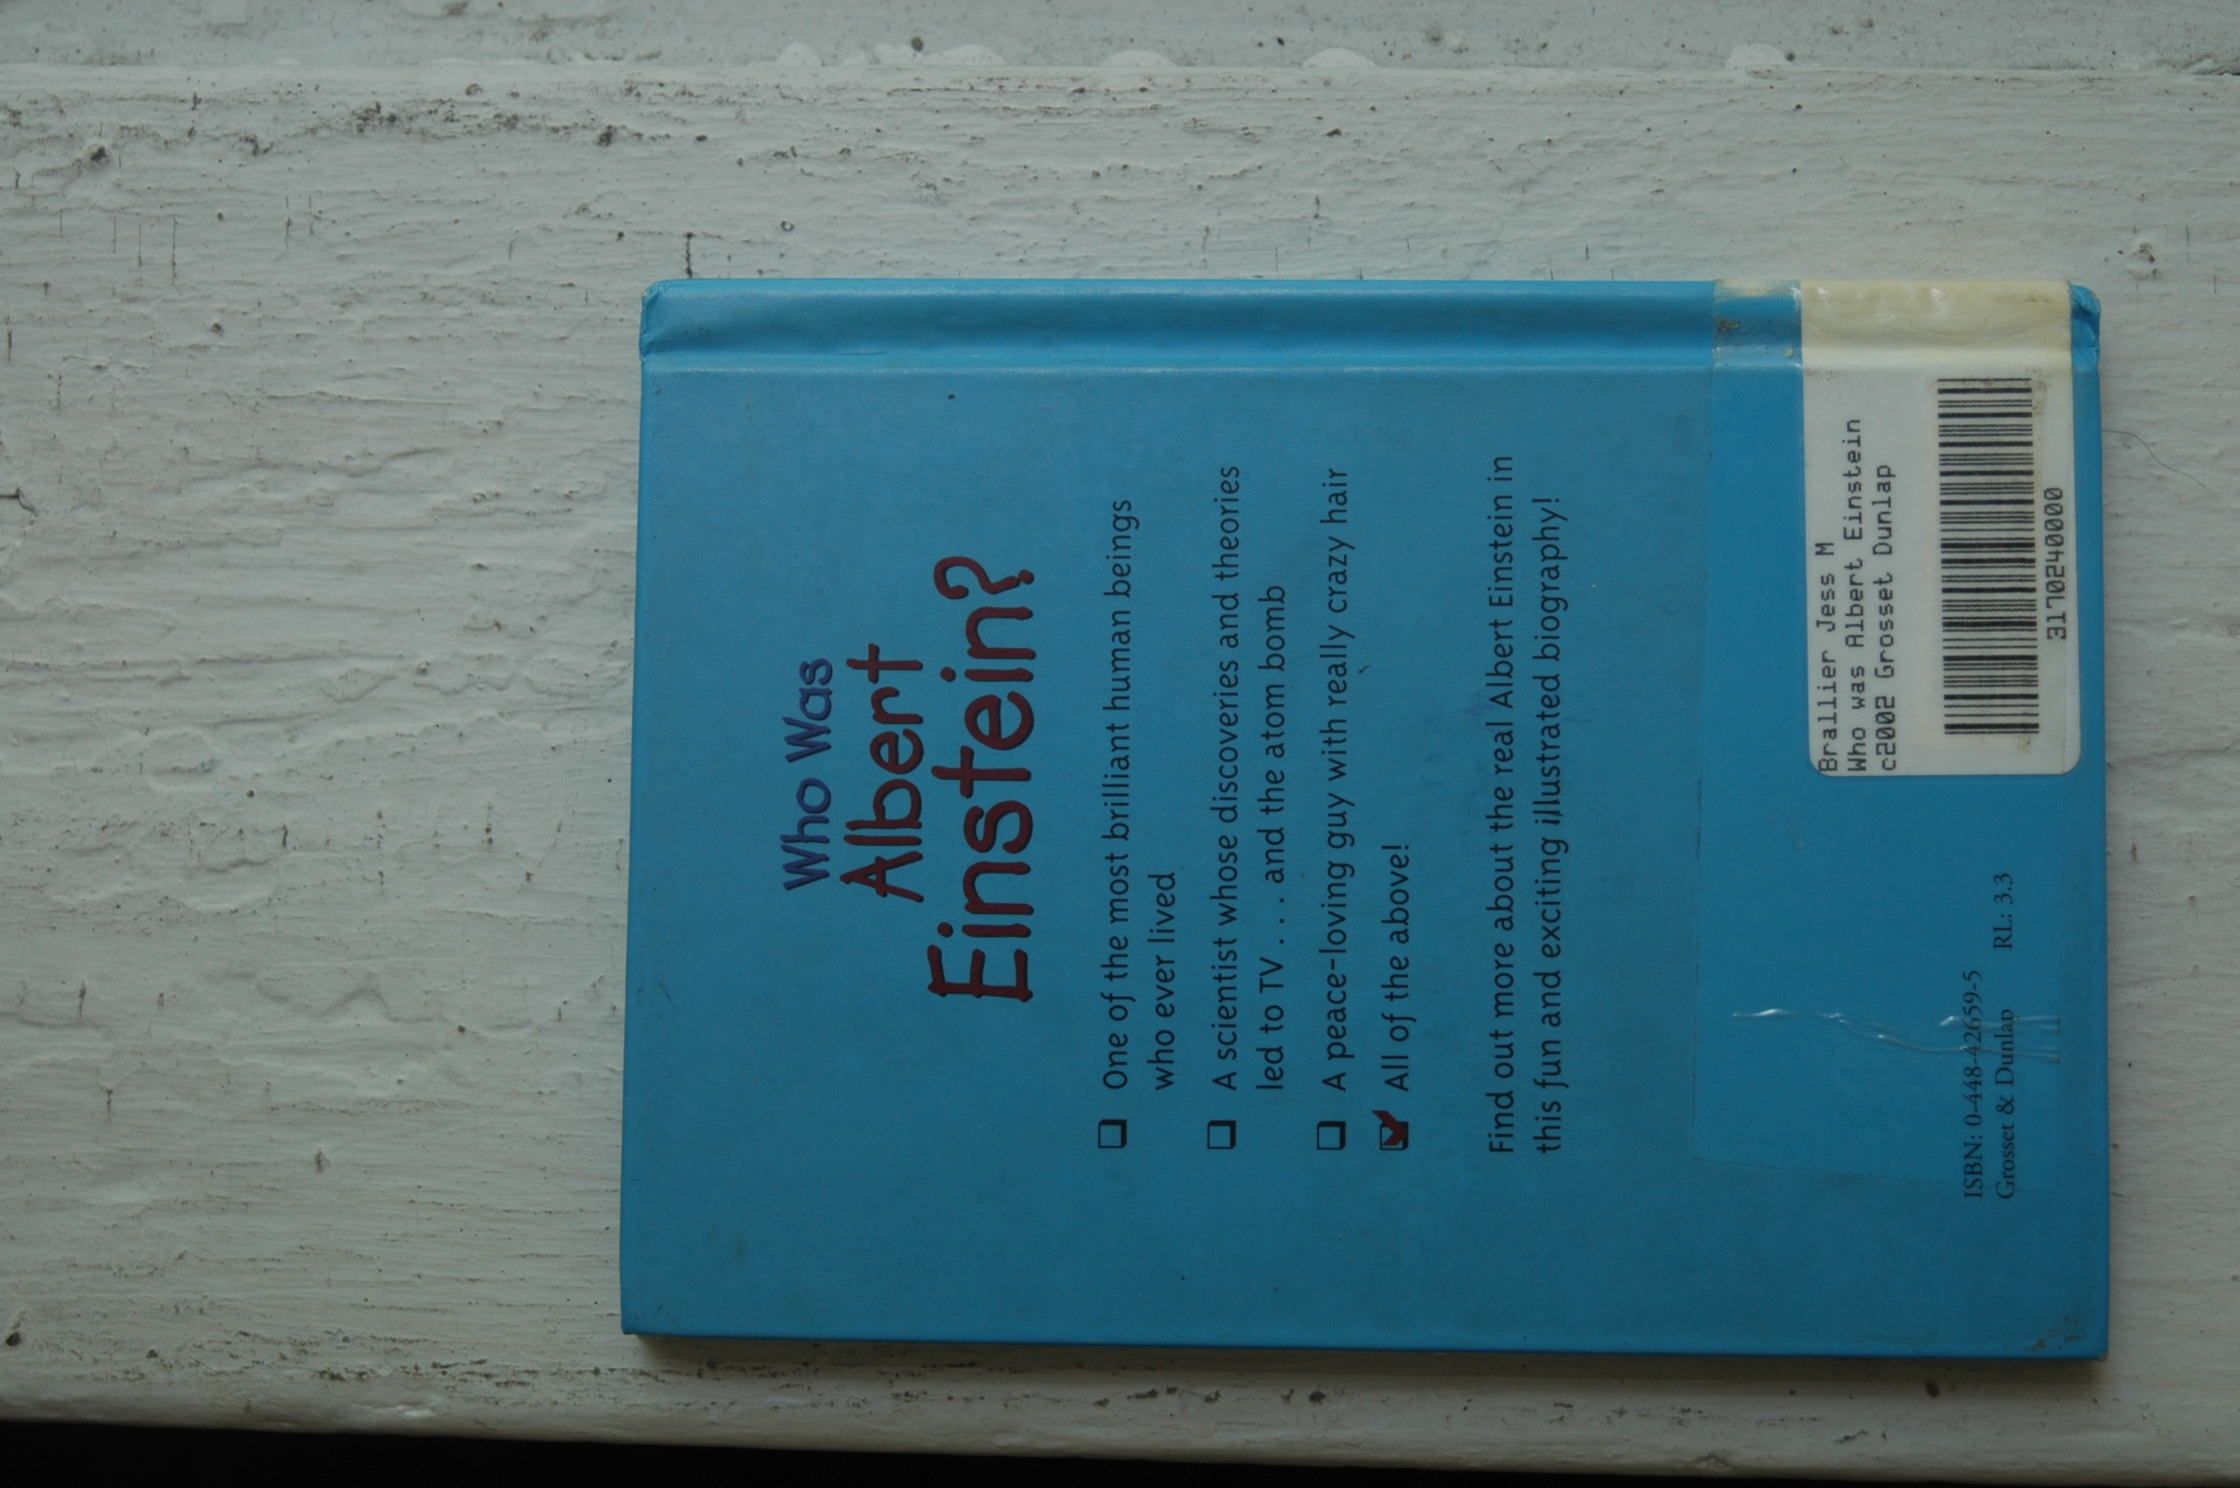 Who Was
Albert
Einstein?
One of the most brilliant human beings
who ever lived
A scientist whose discoveries and theories
led to TV . . . and the atom bomb
A peace-loving guy with really crazy hair
All of the above!
Find out more about the real Albert Einstein in
this fun and exciting illustrated biography!
Brallier Jess M
Who was Albert Einstein
c2002 Grosset Dunlap
3170240000
ISBN: 0-448-42659-5
Grosset & Dunlap RL: 3.3